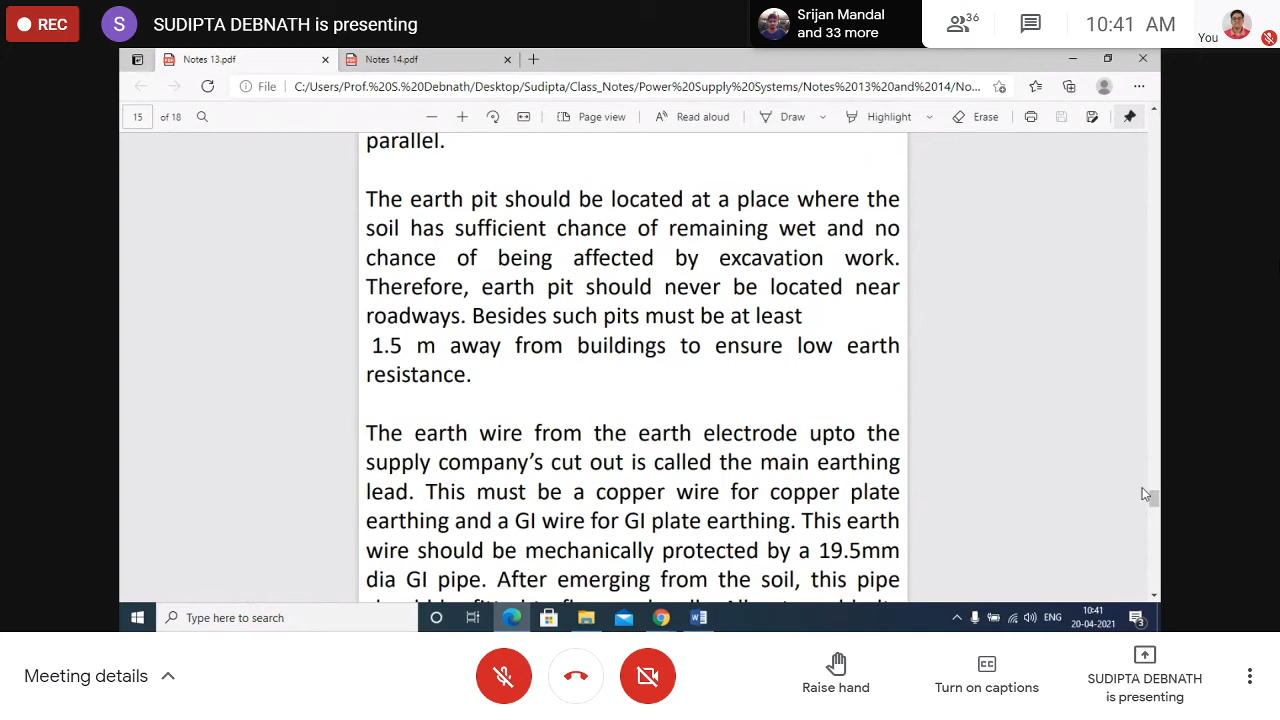 REC
S
SUDIPTA DEBNATH is presenting
Srijan Mandal
and 33 more
36
10:41 AM
You
Notes 13.pdf
Notes 14.pdf
File
C:/Users/Prof.%20S.%20Debnath/Desktop/Sudipta/Class_Notes/Power%20Supply%20Systems/Notes%2013%20and%2014/No...
15
of 18
Page view
Read aloud
Draw
Highlight
Erase
parallel.
The earth pit should be located at a place where the
soil has sufficient chance of remaining wet and no
chance of being affected by excavation work.
Therefore, earth pit should never be located near
roadways. Besides such pits must be at least
1.5 m away from buildings to ensure low earth
resistance.
The earth wire from the earth electrode upto the
supply company's cut out is called the main earthing
lead. This must be a copper wire for copper plate
earthing and a GI wire for GI plate earthing. This earth
wire should be mechanically protected by a 19.5mm
dia GI pipe. After emerging from the soil, this pipe
Type here to search
ENG
10:41
20-04-2021
3
Meeting details
Raise hand
Turn on captions
SUDIPTA DEBNATH
is presenting